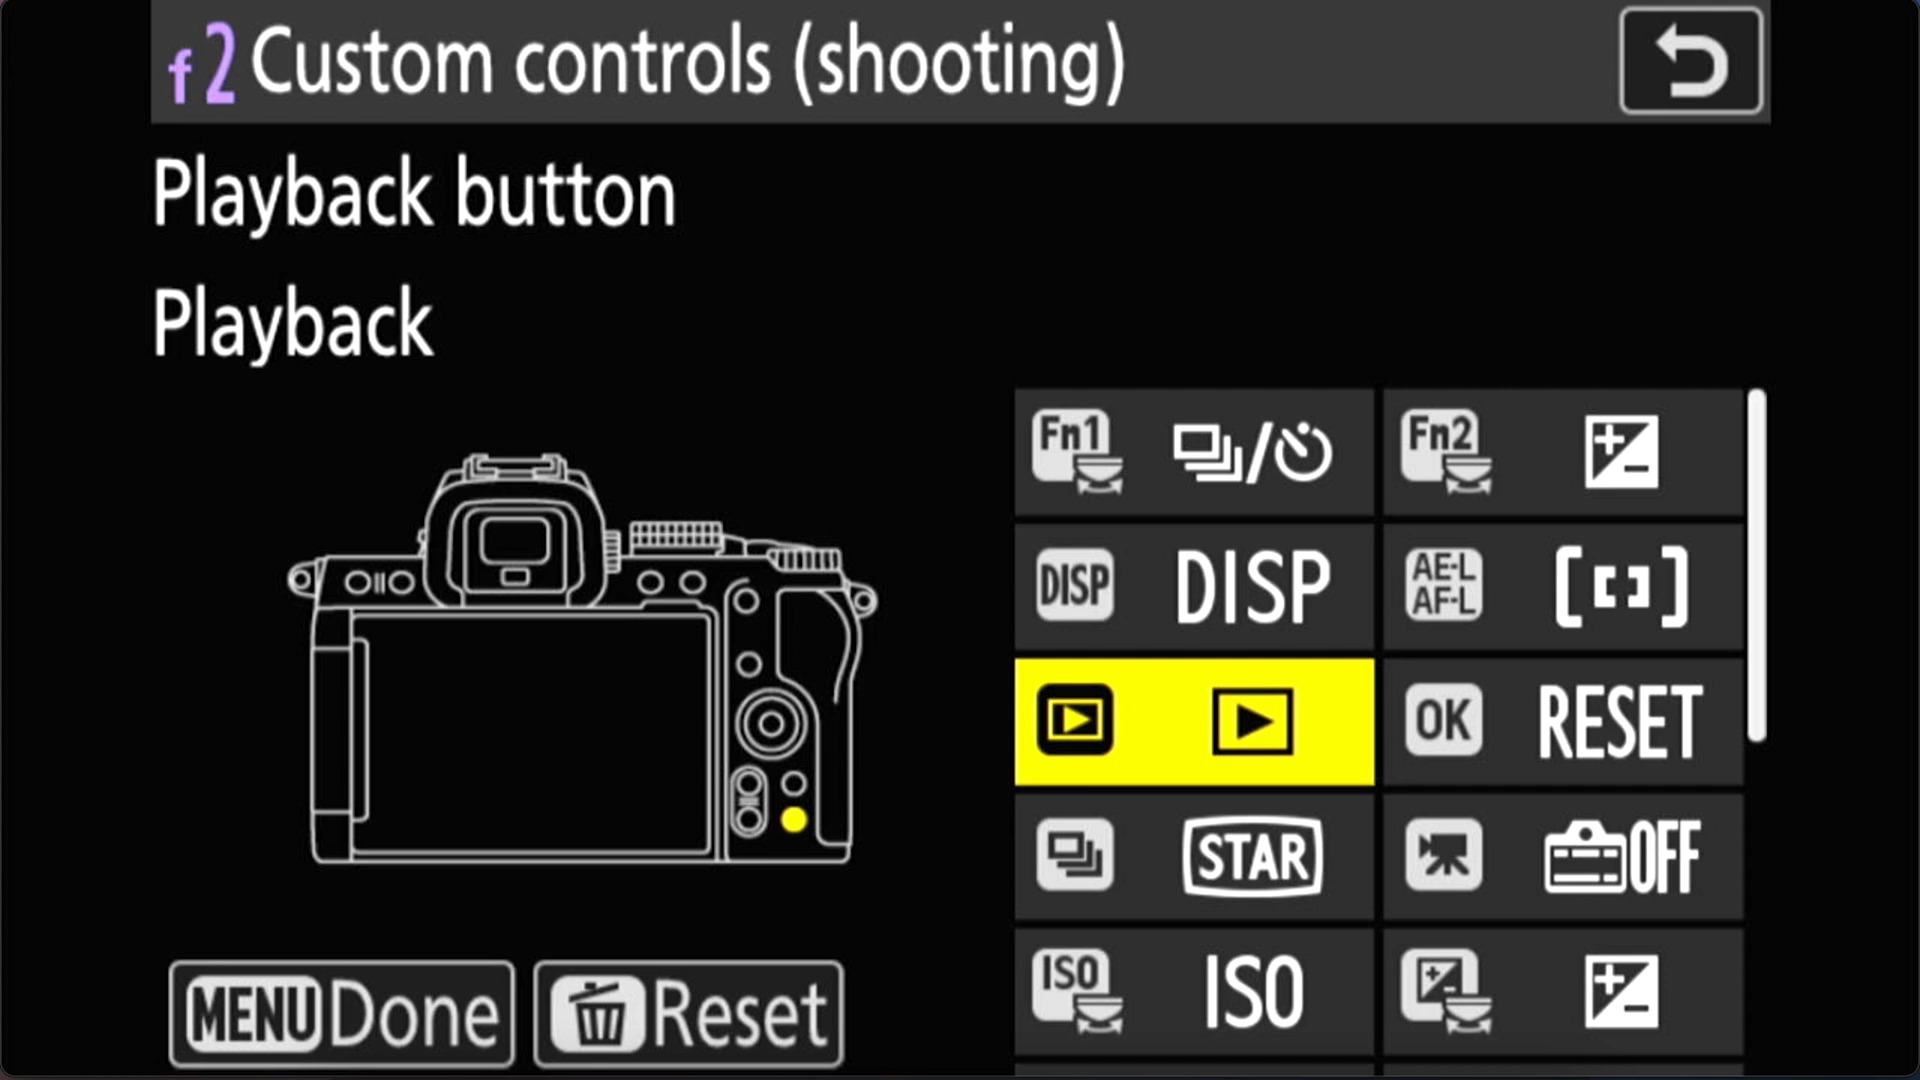 f2 Custom controls (shooting)
Playback button
Playback
Fn1 Fn2
DISP DISP AE-L AF-L
OK RESET
STAR OFF
ISO ISO
MENU Done Reset